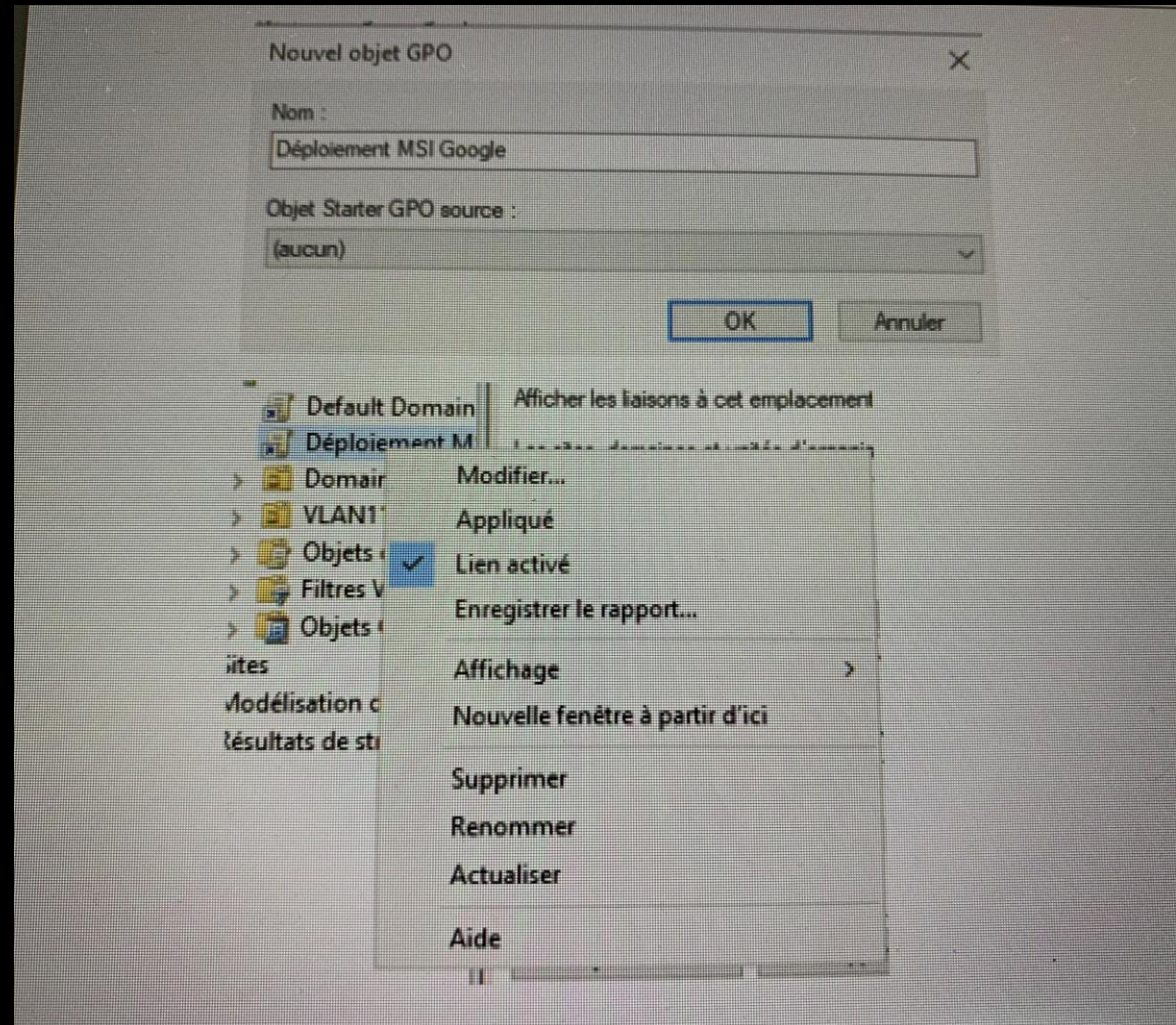 Nouvel objet GPO
Nom :
Déploiement MSI Google
Objet Starter GPO source :
(aucun)
OK Annuler
Default Domain
Afficher les liaisons à cet emplacement
Déploiement M
Domair
VLAN1
Objets
Filtres V
Objets
Modifier...
Appliqué
Lien activé
Enregistrer le rapport...
Affichage
Nouvelle fenêtre à partir d'ici
Supprimer
Renommer
Actualiser
Aide
ites
Modélisation
Résultats de